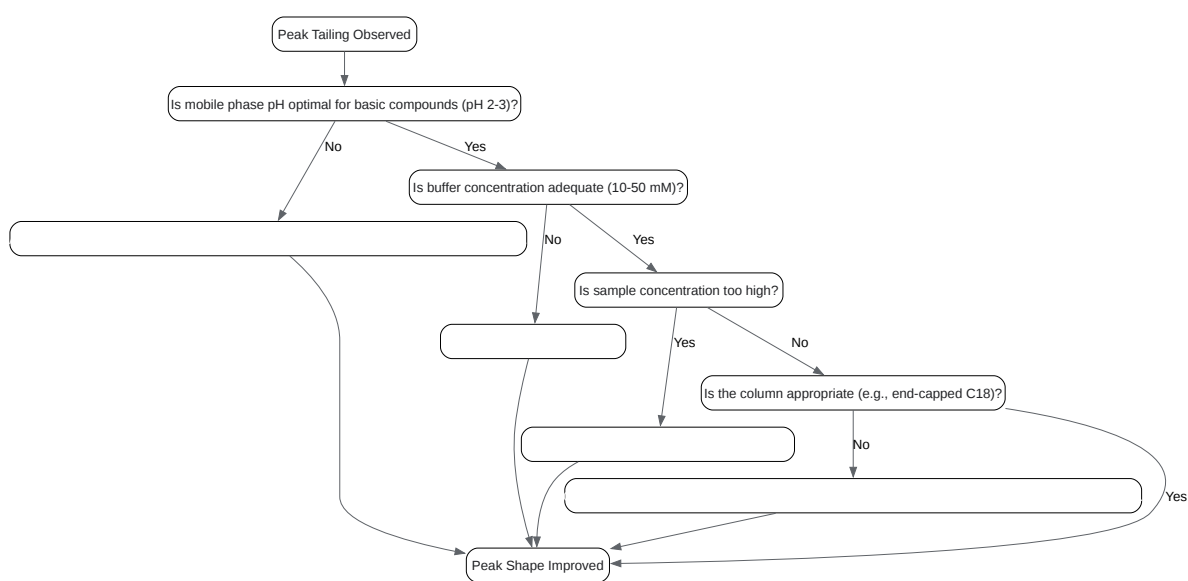 Peak Tailing Observed
Is mobile phase pH optimal for basic compounds (pH 2-3)?
No
Yes
Is buffer concentration adequate (10-50 mM)?
No
Yes
Is sample concentration too high?
Yes
No
Is the column appropriate (e.g., end-capped C18)?
No
Yes
Peak Shape Improved